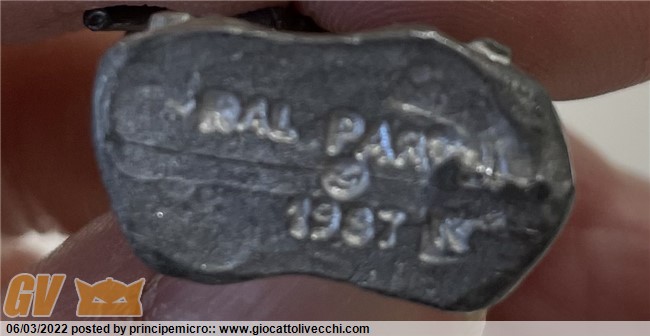 RAL PARTHA
©
1987
GV
06/03/2022 posted by principemicro:: www.giocattolivecchi.com